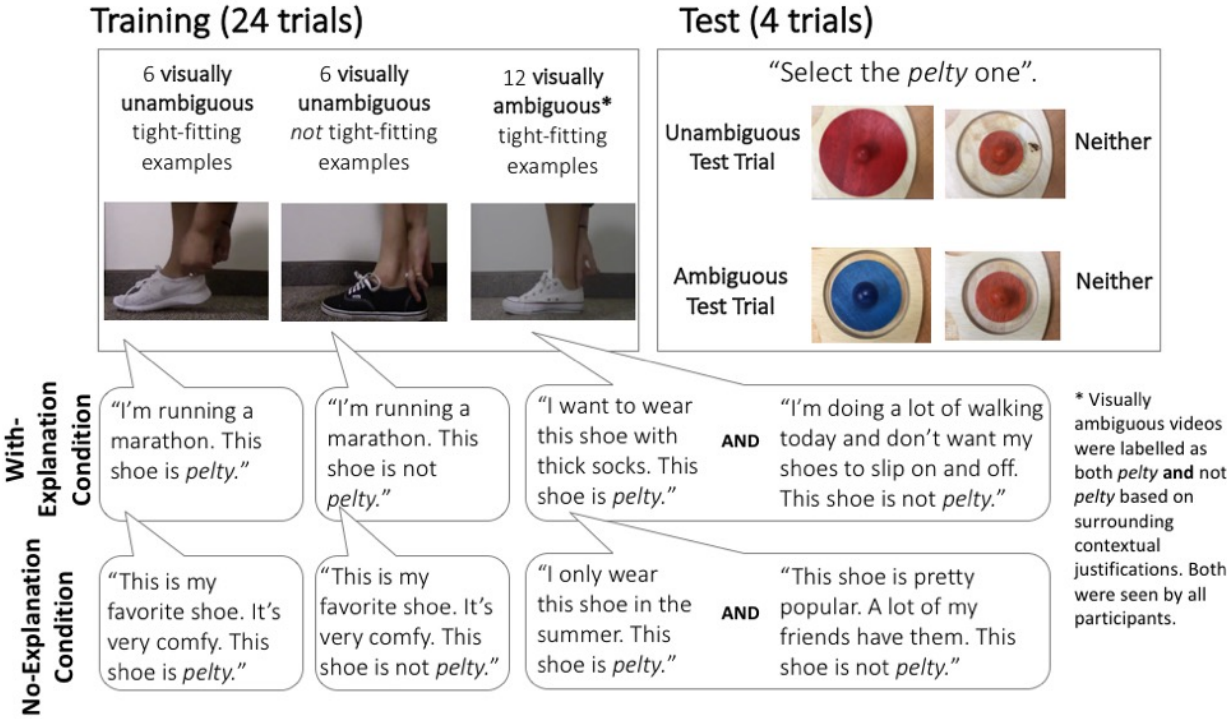 Training (24 trials)
Test (4 trials)
6 visually
unambiguous
tight-fitting
examples
6 visually
unambiguous
not tight-fitting
examples
12 visually
ambiguous*
tight-fitting
examples
“Select the pelty one”.
Unambiguous
Test Trial
Neither
Ambiguous
Test Trial
Neither
With-
Explanation
Condition
“I’m running a
marathon. This
shoe is pelty.”
“I’m running a
marathon. This
shoe is not
pelty.”
“I want to wear
this shoe with
thick socks. This
shoe is pelty.”
AND
“I’m doing a lot of walking
today and don’t want my
shoes to slip on and off.
This shoe is not pelty.”
* Visually
ambiguous videos
were labelled as
both pelty and not
pelty based on
surrounding
contextual
justifications. Both
were seen by all
participants.
No-Explanation
Condition
“This is my
favorite shoe. It’s
very comfy. This
shoe is pelty.”
“This is my
favorite shoe. It’s
very comfy. This
shoe is not pelty.”
“I only wear
this shoe in the
summer. This
shoe is pelty.”
AND
“This shoe is pretty
popular. A lot of my
friends have them. This
shoe is not pelty.”